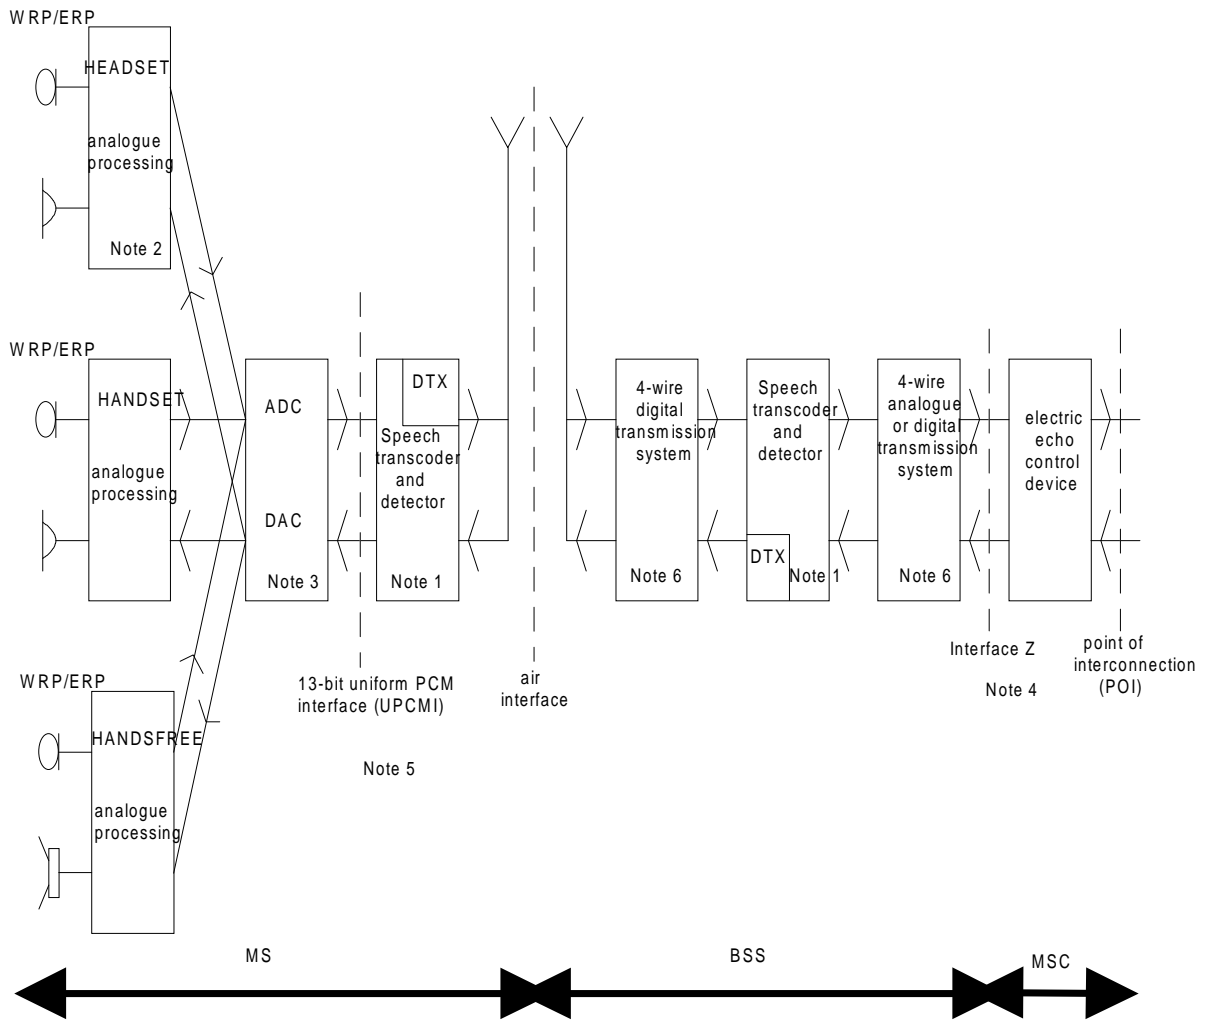 WRP/ERP
HEADSET
analogue
processing
Note 2
WRP/ERP
HANDSET
analogue
processing
ADC
DAC
Note 3
DTX
Speech
transcoder
and
detector
Note 1
4-wire
digital
transmission
system
Note 6
Speech
transcoder
and
detector
DTX
Note 1
4-wire
analogue
or digital
transmission
system
Note 6
electric
echo
control
device
Interface Z
Note 4
point of
interconnection
(POI)
air
interface
13-bit uniform PCM
interface (UPCMI)
Note 5
WRP/ERP
HANDSFREE
analogue
processing
MS
BSS
MSC